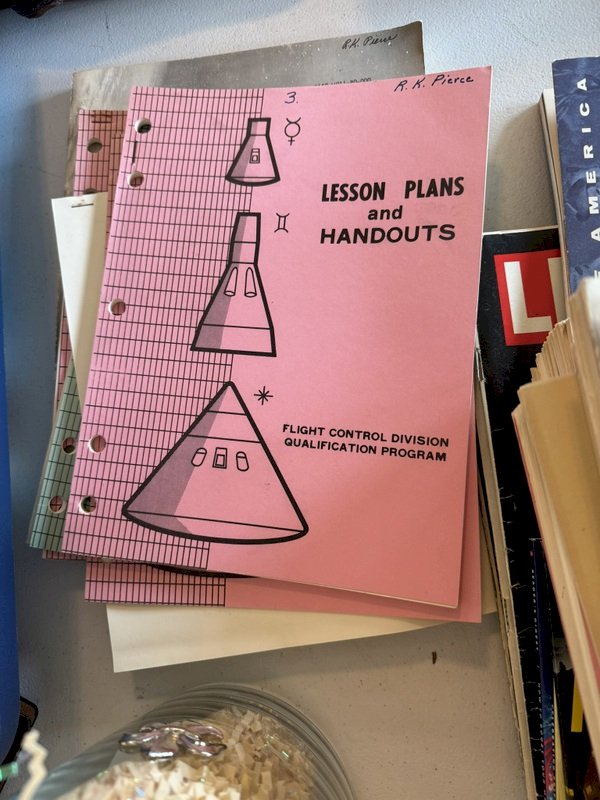 R.K. Pierce
3.
R. K. Pierce
LESSON PLANS
and
HANDOUTS
FLIGHT CONTROL DIVISION
QUALIFICATION PROGRAM
AMERICA